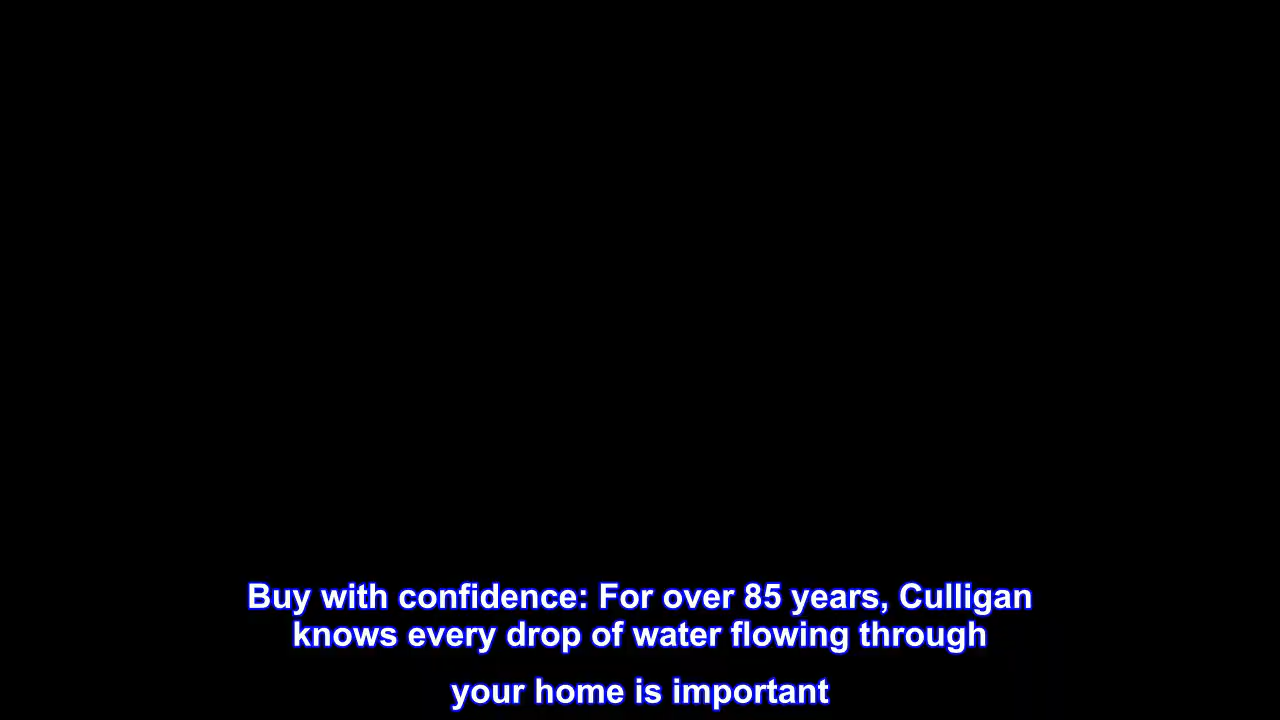 Buy with confidence: For over 85 years, Culligan
knows every drop of water flowing through
your home is important